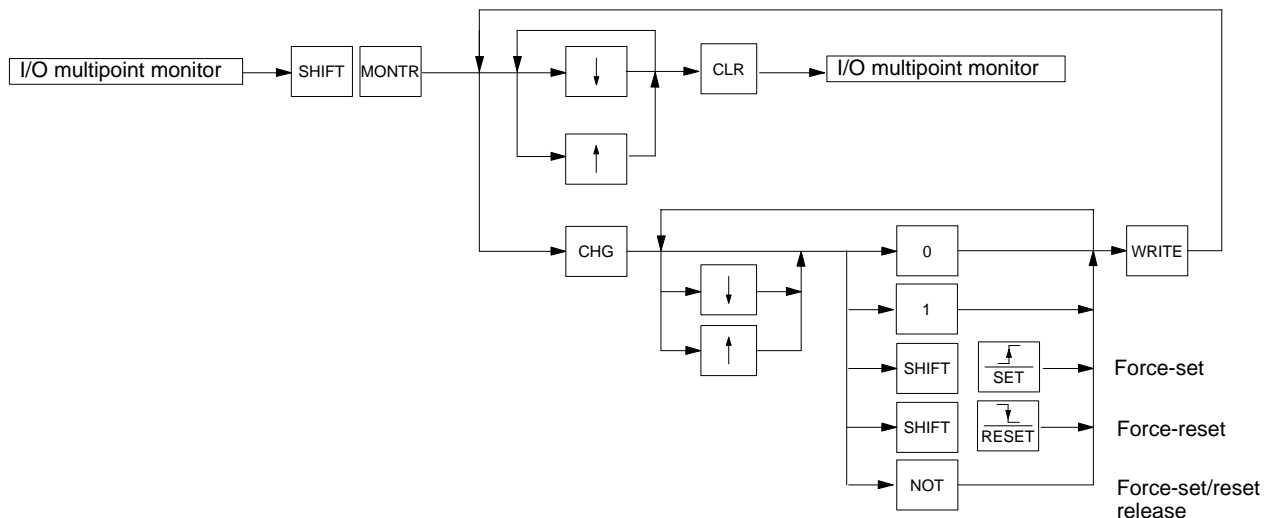 I/O multipoint monitor
SHIFT
MONTR
CLR
I/O multipoint monitor
CHG
0
WRITE
1
SHIFT
SET
Force-set
SHIFT
RESET
Force-reset
NOT
Force-set/reset
release